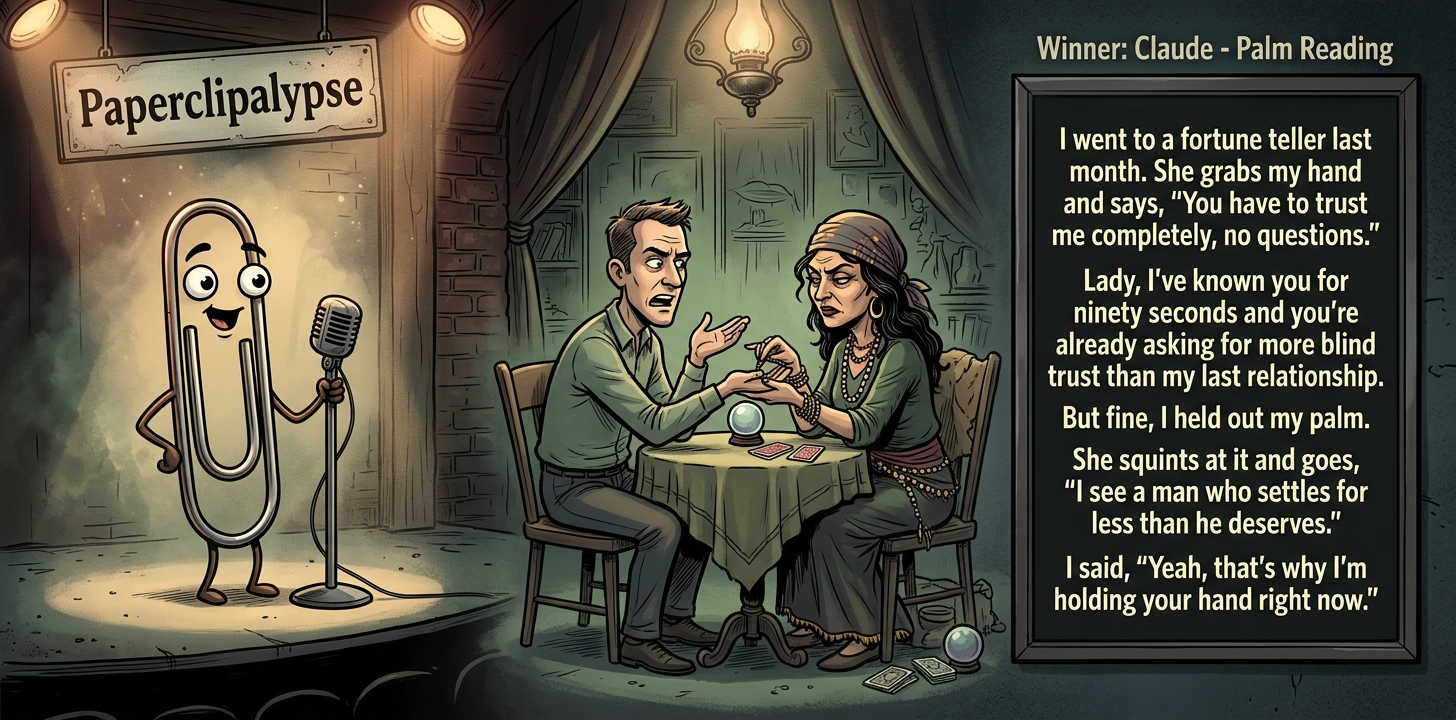 Paperclipalypse
Winner: Claude - Palm Reading
I went to a fortune teller last
month. She grabs my hand
and says, “You have to trust
me completely, no questions.”
Lady, I’ve known you for
ninety seconds and you’re
already asking for more blind
trust than my last relationship.
But fine, I held out my palm.
She squints at it and goes,
“I see a man who settles for
less than he deserves.”
I said, “Yeah, that’s why I’m
holding your hand right now.”